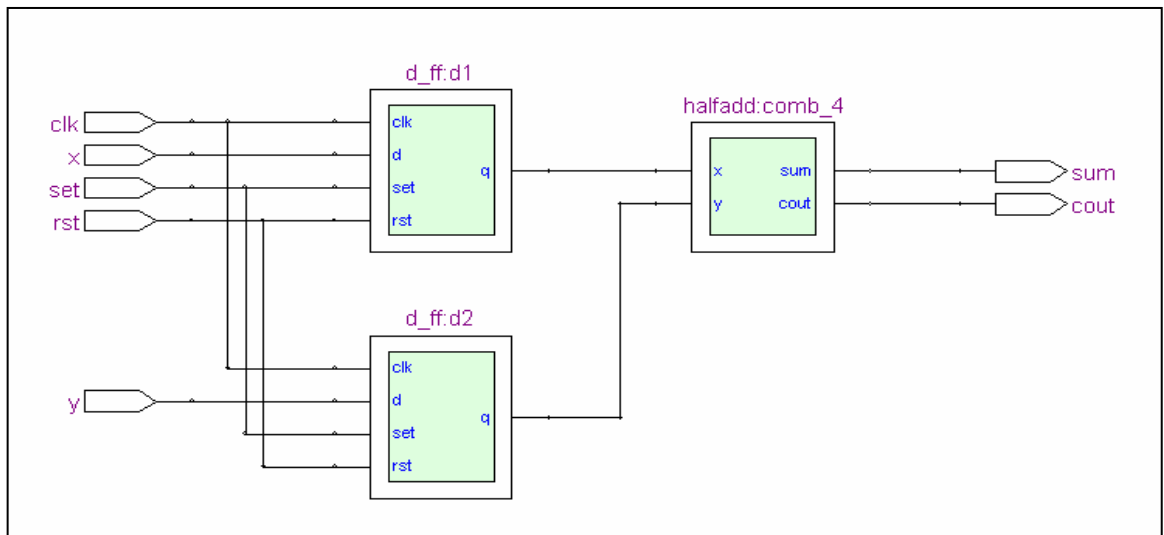 d_ff:d1
halfadd:comb_4
clk
x
set
rst
clk
d
set
rst
q
x
y
sum
cout
sum
cout
d_ff:d2
y
clk
d
set
rst
q